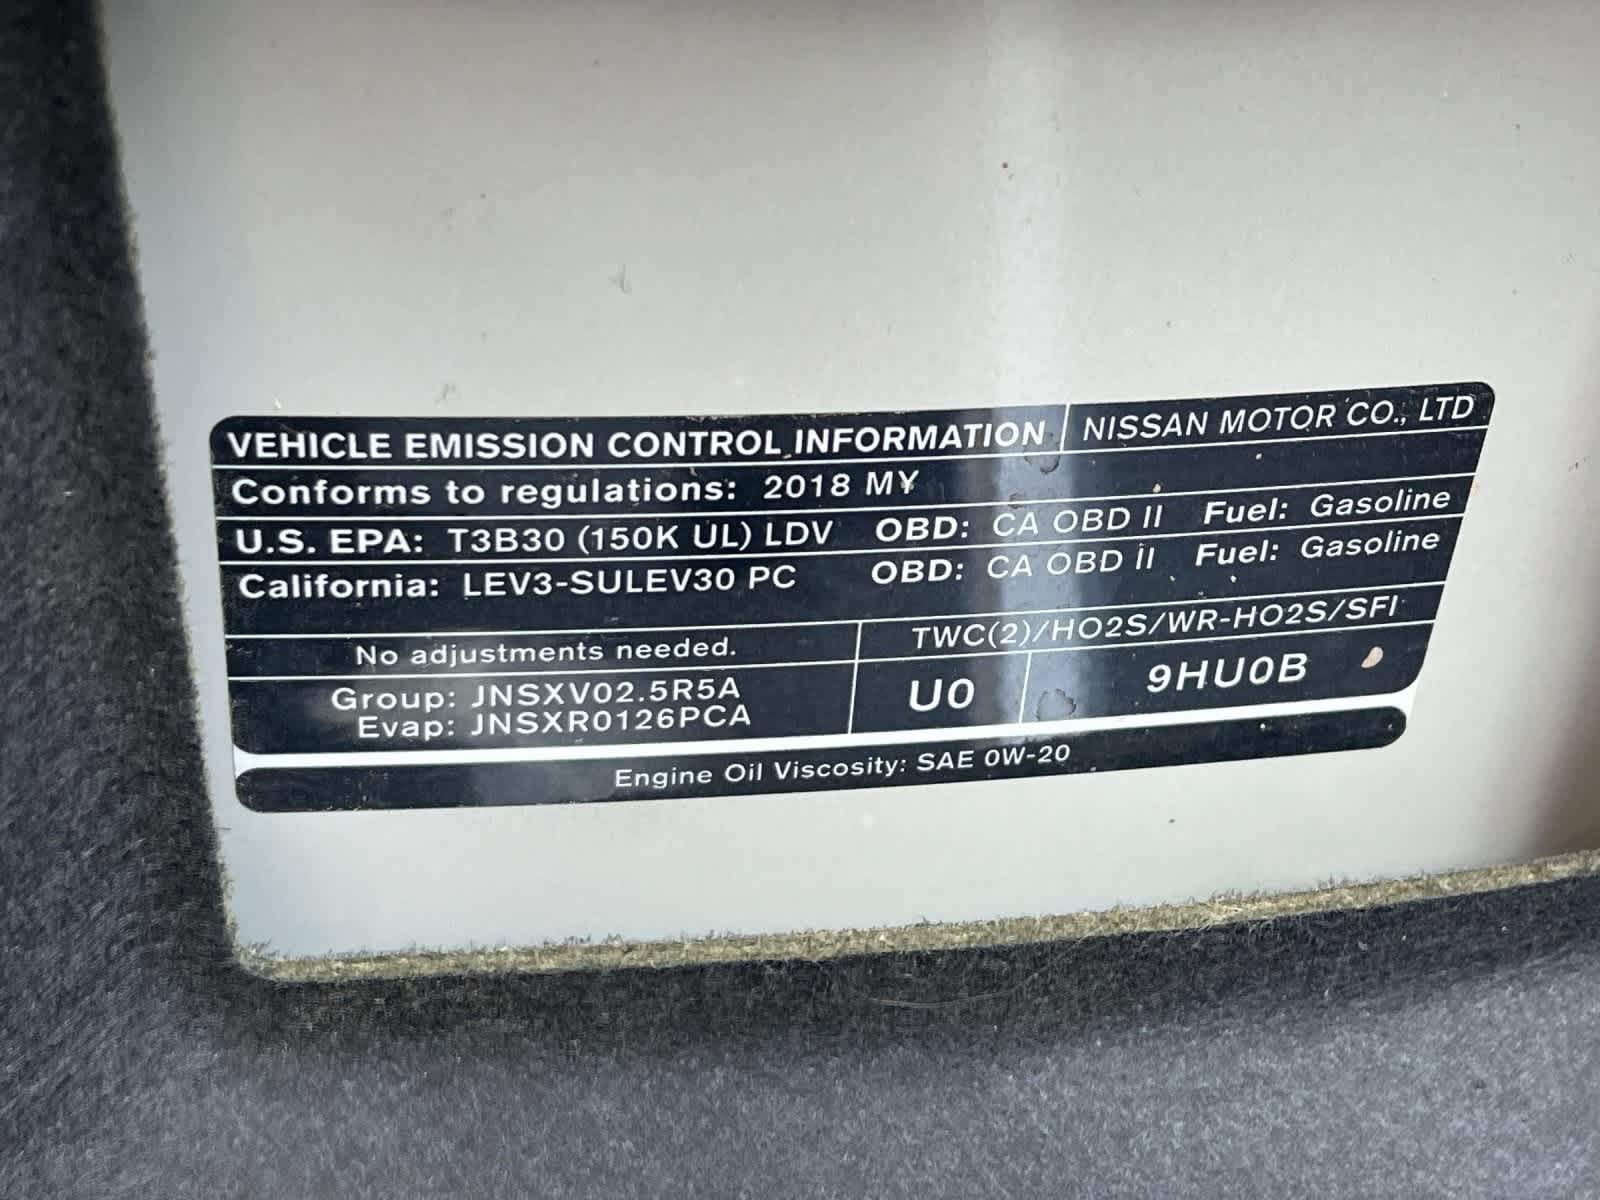 VEHICLE EMISSION CONTROL INFORMATION NISSAN MOTOR CO., LTD
Conforms to regulations: 2018 MY
U.S. EPA: T3B30 (150K UL) LDV OBD: CA OBD II Fuel: Gasoline
California: LEV3-SULEV30 PC OBD: CA OBD II Fuel: Gasoline
No adjustments needed. TWC(2)/HO2S/WR-HO2S/SFI
Group: JNSXV02.5R5A
Evap: JNSXR0126PCA
U0 9HU0B
Engine Oil Viscosity: SAE 0W-20